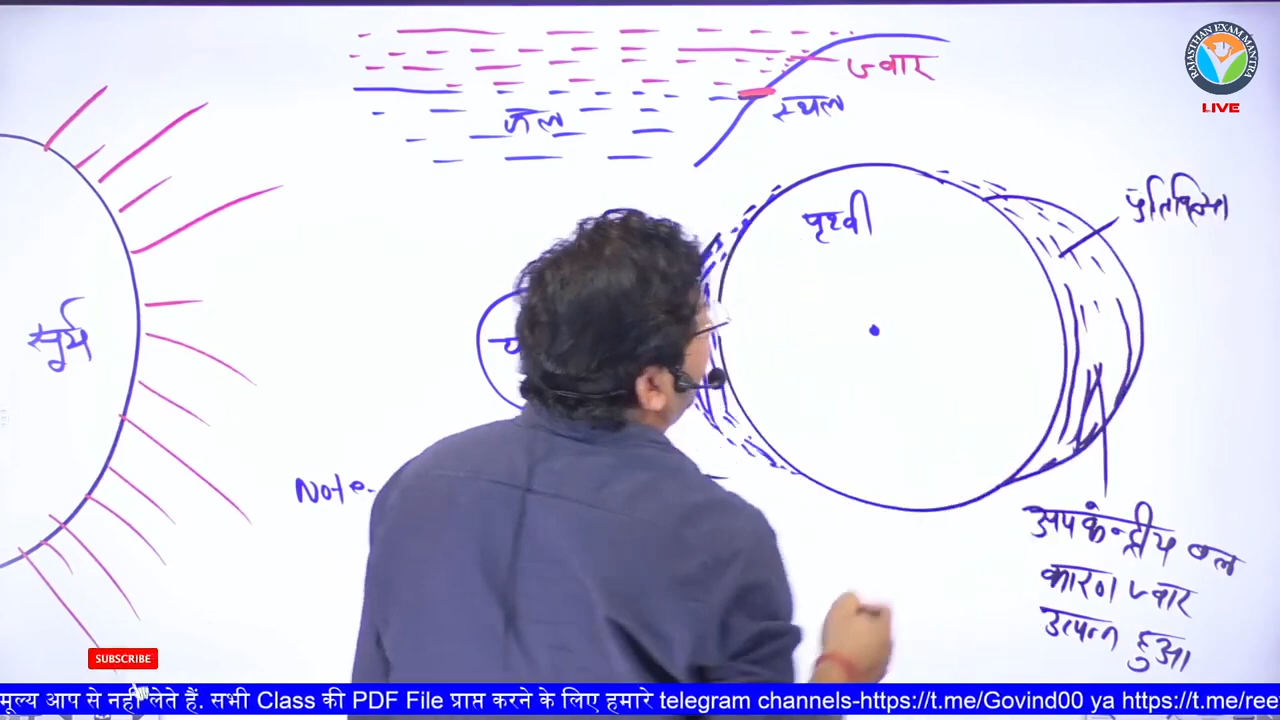 RAJASTHAN EXAM MANTRA
LIVE
ज्वार
स्थल
जल
पृथ्वी
सूर्य
Note-
अपकेन्द्रीय बल
कारण ज्वार
उत्पन्न हुआ
SUBSCRIBE
मूल्य आप से नहीं लेते हैं. सभी Class की PDF File प्राप्त करने के लिए हमारे telegram channels-https://t.me/Govind00 ya https://t.me/ree